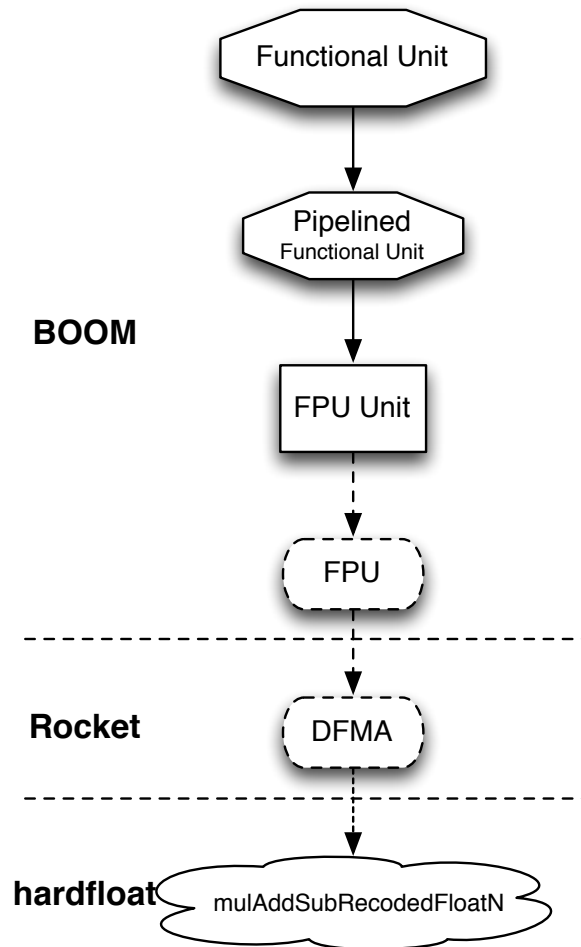 Functional Unit
Pipelined
Functional Unit
BOOM
FPU Unit
FPU
Rocket
DFMA
hardfloat
mulAddSubRecodedFloatN